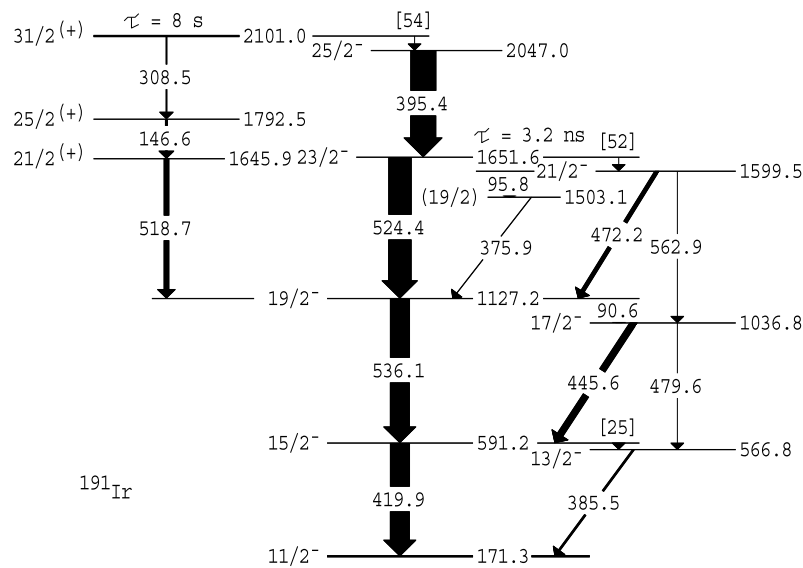 31/2(+) τ = 8 s 2101.0 [54]
25/2- 2047.0
308.5
395.4
25/2(+) 1792.5
146.6
τ = 3.2 ns [52]
21/2(+) 1645.9 23/2- 1651.6
21/2- 1599.5
(19/2) 95.8 1503.1
518.7 524.4 375.9 472.2 562.9
19/2- 1127.2
90.6
17/2- 1036.8
536.1 445.6 479.6
15/2- 591.2 [25]
13/2- 566.8
191Ir
419.9 385.5
11/2- 171.3